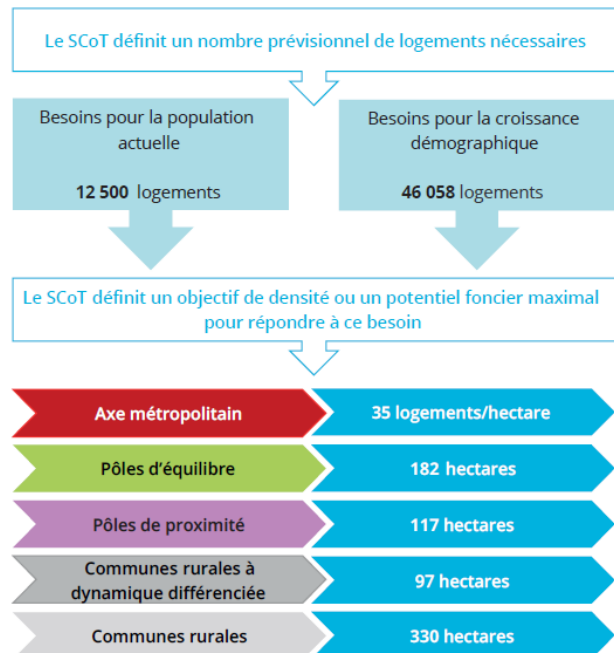 Le SCoT définit un nombre prévisionnel de logements nécessaires
Besoins pour la population
actuelle
12 500 logements
Besoins pour la croissance
démographique
46 058 logements
Le SCoT définit un objectif de densité ou un potentiel foncier maximal
pour répondre à ce besoin
Axe métropolitain
35 logements/hectare
Pôles d'équilibre
182 hectares
Pôles de proximité
117 hectares
Communes rurales à
dynamique différenciée
97 hectares
Communes rurales
330 hectares